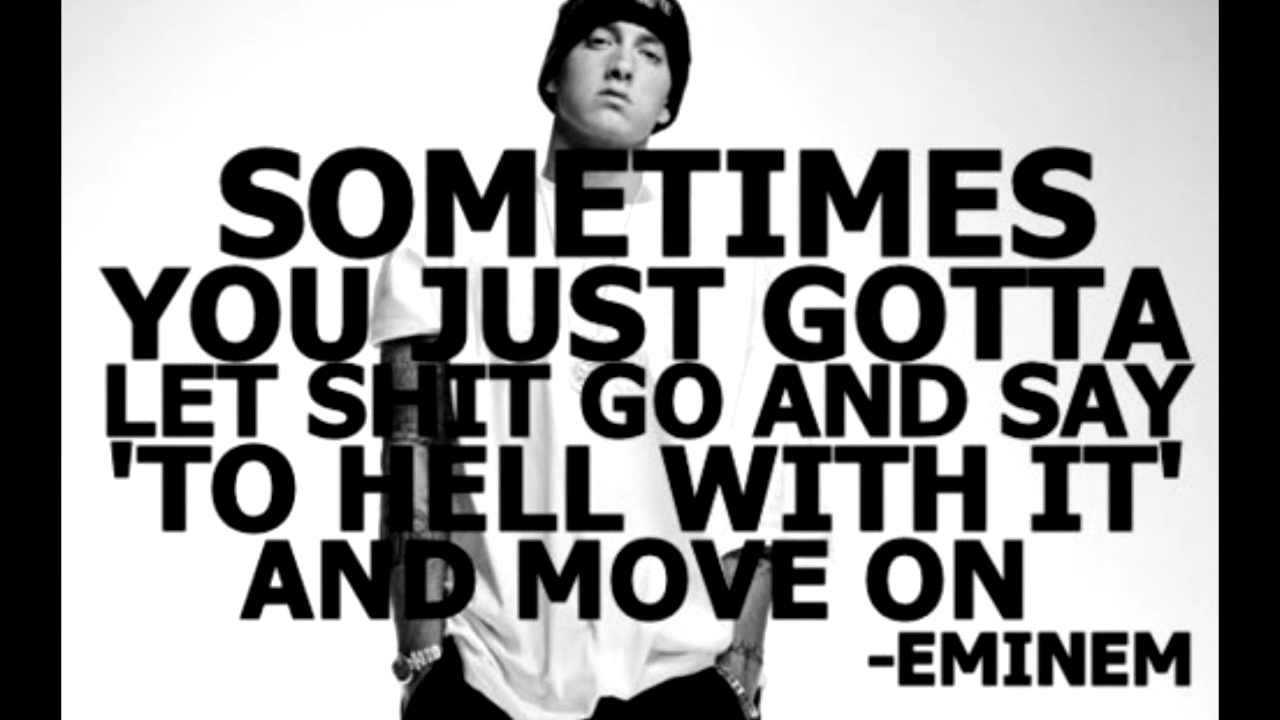 SOMETIMES
YOU JUST GOTTA
LET SHIT GO AND SAY
'TO HELL WITH IT'
AND MOVE ON
-EMINEM